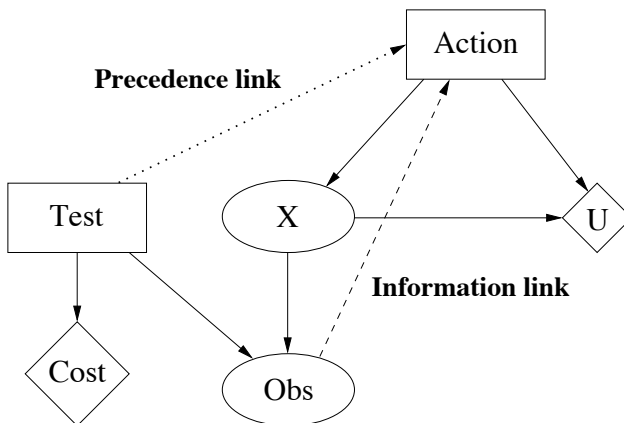 Action
Precedence link
Test
X
U
Information link
Cost
Obs